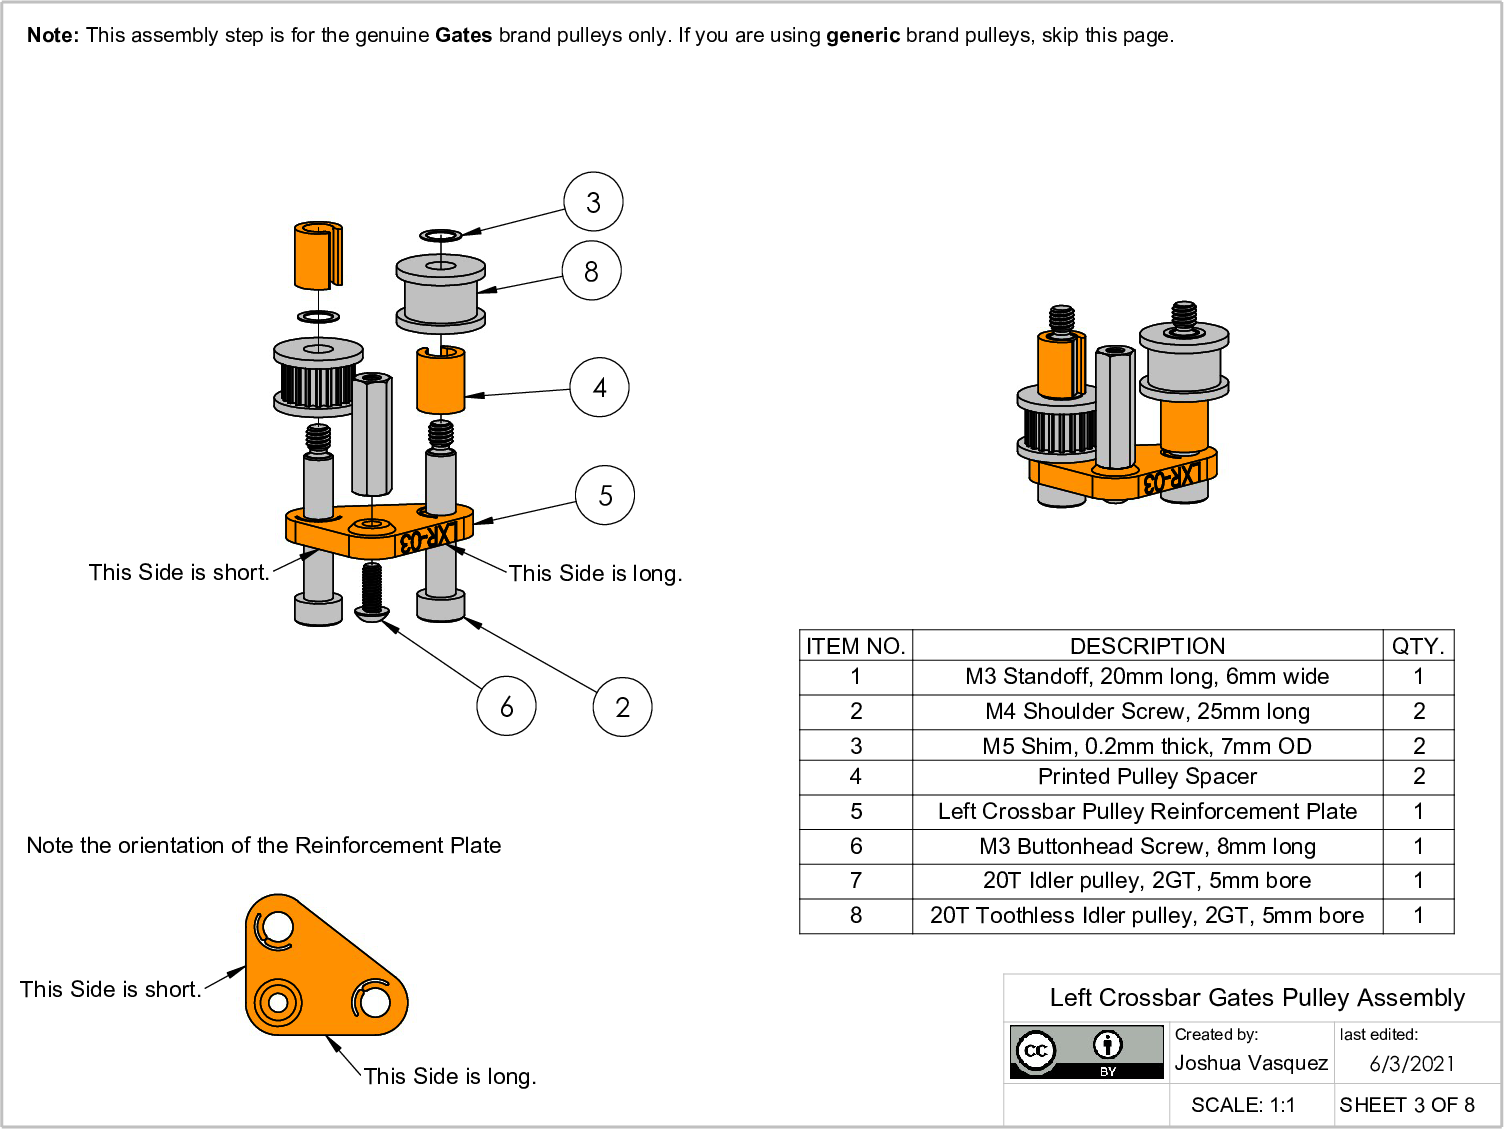 Note: This assembly step is for the genuine Gates brand pulleys only. If you are using generic brand pulleys, skip this page.
3
8
4
5
LXR-03
This Side is short.
This Side is long.
6
2
LXR-03
ITEM NO. DESCRIPTION QTY.
1 M3 Standoff, 20mm long, 6mm wide 1
2 M4 Shoulder Screw, 25mm long 2
3 M5 Shim, 0.2mm thick, 7mm OD 2
4 Printed Pulley Spacer 2
5 Left Crossbar Pulley Reinforcement Plate 1
6 M3 Buttonhead Screw, 8mm long 1
7 20T Idler pulley, 2GT, 5mm bore 1
8 20T Toothless Idler pulley, 2GT, 5mm bore 1
Note the orientation of the Reinforcement Plate
This Side is short.
This Side is long.
Left Crossbar Gates Pulley Assembly
cc
BY
Created by:
Joshua Vasquez
last edited:
6/3/2021
SCALE: 1:1
SHEET 3 OF 8